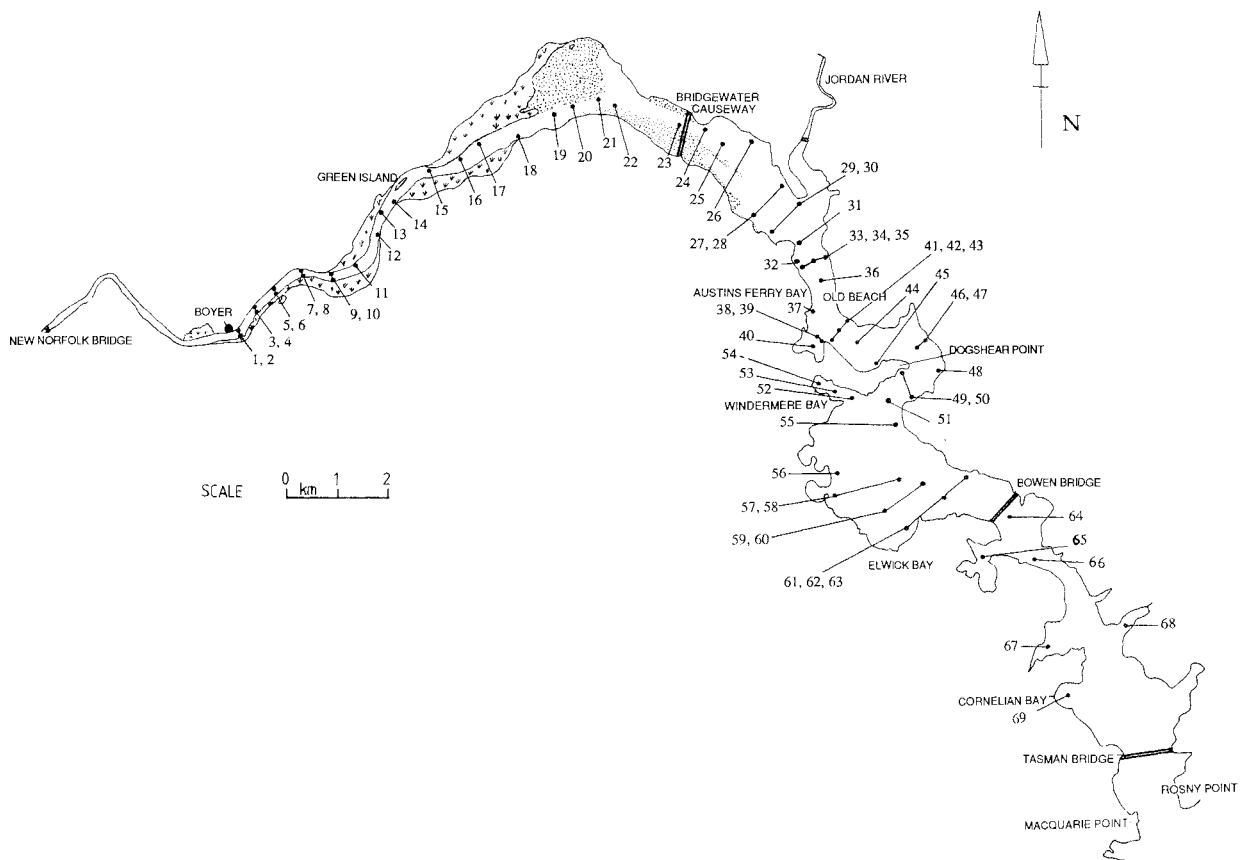 JORDAN RIVER
BRIDGEWATER
CAUSEWAY
N
19
20
21
22
23
24
25
26
18
17
16
15
GREEN ISLAND
14
13
12
11
9, 10
7, 8
5, 6
3, 4
1, 2
BOYER
NEW NORFOLK BRIDGE
27, 28
29, 30
31
32
33, 34, 35
36
41, 42, 43
45
44
46, 47
AUSTINS FERRY BAY
OLD BEACH
37
38, 39
40
DOGSHEAR POINT
54
48
53
52
49, 50
WINDERMERE BAY
51
55
SCALE
0 km 1 2
56
57, 58
BOWEN BRIDGE
64
59, 60
65
66
ELWICK BAY
61, 62, 63
68
67
CORNELIAN BAY
69
TASMAN BRIDGE
ROSNY POINT
MACQUARIE POINT